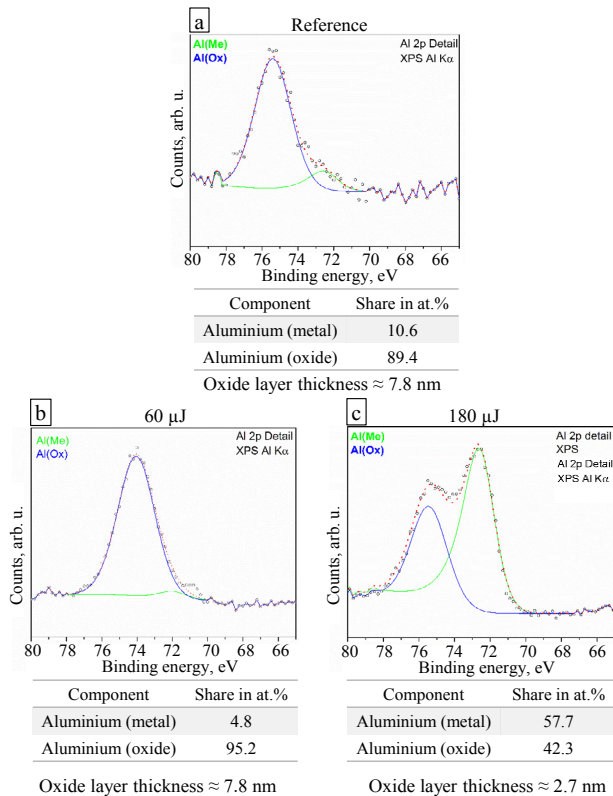 a
Reference
Al(Me)
Al(Ox)
Al 2p Detail
XPS Al Kα
Counts, arb. u.
80 78 76 74 72 70 68 66
Binding energy, eV
Component Share in at.%
Aluminium (metal) 10.6
Aluminium (oxide) 89.4
Oxide layer thickness ≈ 7.8 nm
b
60 μJ
Al(Me)
Al(Ox)
Al 2p Detail
XPS Al Kα
Counts, arb. u.
80 78 76 74 72 70 68 66
Binding energy, eV
Component Share in at.%
Aluminium (metal) 4.8
Aluminium (oxide) 95.2
Oxide layer thickness ≈ 7.8 nm
c
180 μJ
Al(Me)
Al(Ox)
Al 2p detail
XPS
Al 2p Detail
XPS Al Kα
Counts, arb. u.
80 78 76 74 72 70 68 66
Binding energy, eV
Component Share in at.%
Aluminium (metal) 57.7
Aluminium (oxide) 42.3
Oxide layer thickness ≈ 2.7 nm